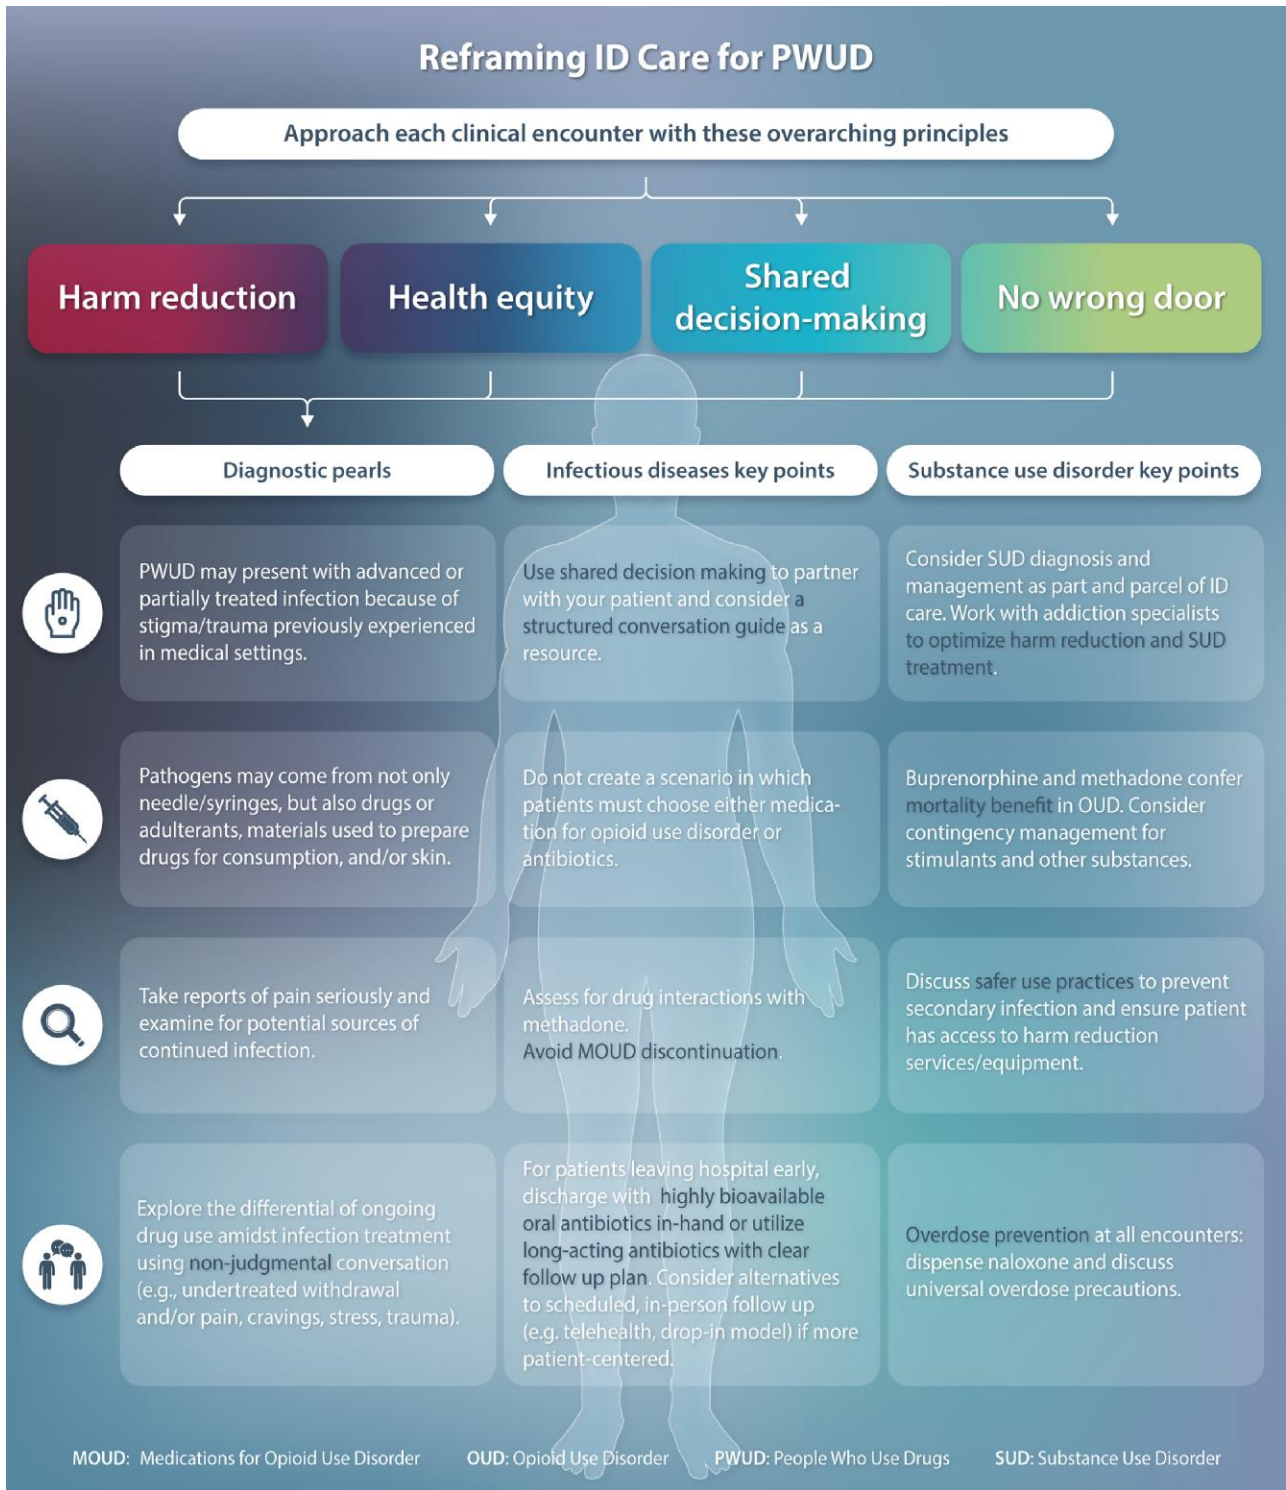 Reframing ID Care for PWUD
Approach each clinical encounter with these overarching principles
Harm reduction
Health equity
Shared
decision-making
No wrong door
Diagnostic pearls
Infectious diseases key points
Substance use disorder key points
PWUD may present with advanced or
partially treated infection because of
stigma/trauma previously experienced
in medical settings.
Use shared decision making to partner
with your patient and consider a
structured conversation guide as a
resource.
Consider SUD diagnosis and
management as part and parcel of ID
care. Work with addiction specialists
to optimize harm reduction and SUD
treatment.
Pathogens may come from not only
needle/syringes, but also drugs or
adulterants, materials used to prepare
drugs for consumption, and/or skin.
Do not create a scenario in which
patients must choose either medica-
tion for opioid use disorder or
antibiotics.
Buprenorphine and methadone confer
mortality benefit in OUD. Consider
contingency management for
stimulants and other substances.
Take reports of pain seriously and
examine for potential sources of
continued infection.
Assess for drug interactions with
methadone.
Avoid MOUD discontinuation.
Discuss safer use practices to prevent
secondary infection and ensure patient
has access to harm reduction
services/equipment.
Explore the differential of ongoing
drug use amidst infection treatment
using non-judgmental conversation
(e.g., undertreated withdrawal
and/or pain, cravings, stress, trauma).
For patients leaving hospital early,
discharge with highly bioavailable
oral antibiotics in-hand or utilize
long-acting antibiotics with clear
follow up plan. Consider alternatives
to scheduled, in-person follow up
(e.g. telehealth, drop-in model) if more
patient-centered.
Overdose prevention at all encounters:
dispense naloxone and discuss
universal overdose precautions.
MOUD: Medications for Opioid Use Disorder
OUD: Opioid Use Disorder
PWUD: People Who Use Drugs
SUD: Substance Use Disorder